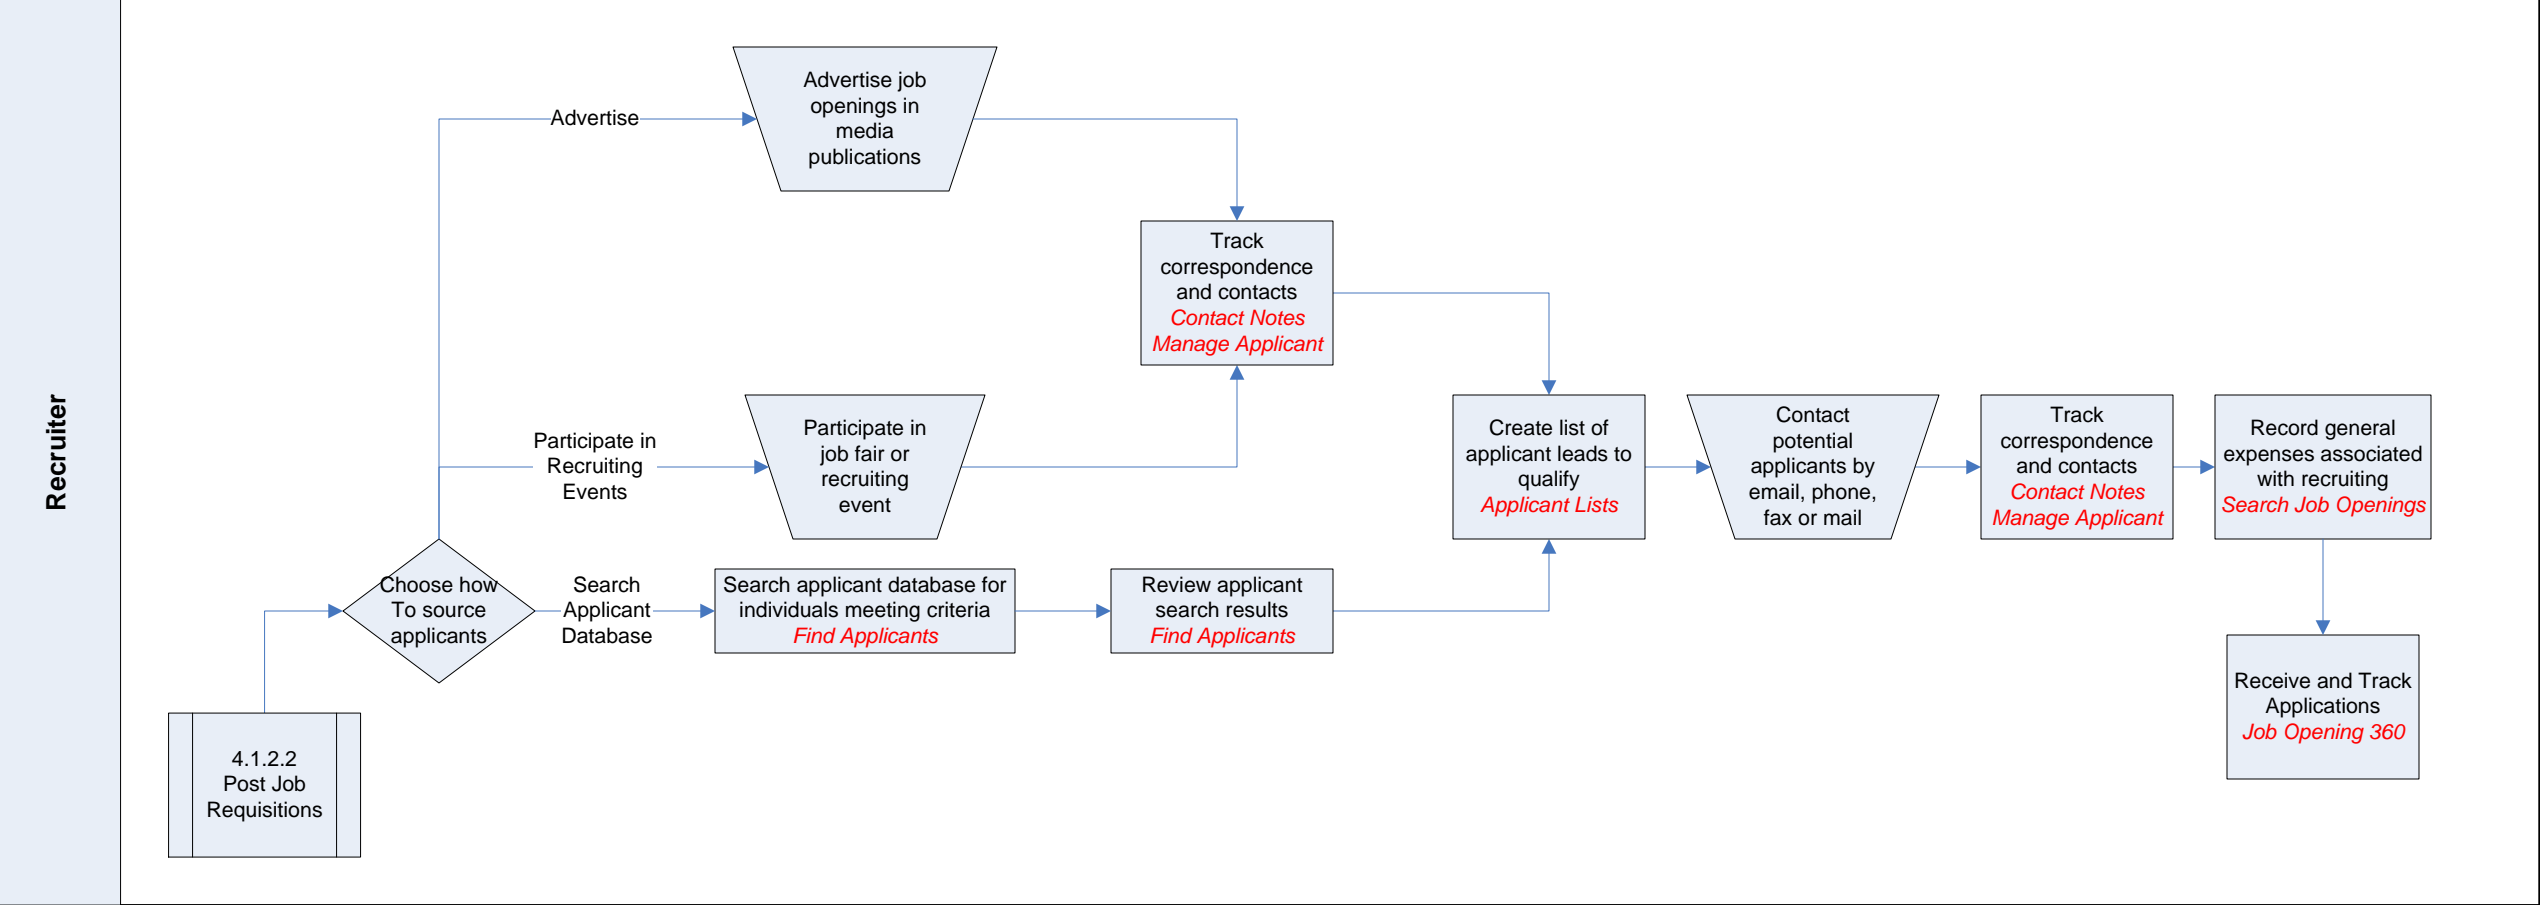 Recruiter
Advertise
Advertise job
openings in
media
publications
Track
correspondence
and contacts
Contact Notes
Manage Applicant
Participate in
Recruiting
Events
Participate in
job fair or
recruiting
event
Create list of
applicant leads to
qualify
Applicant Lists
Contact
potential
applicants by
email, phone,
fax or mail
Track
correspondence
and contacts
Contact Notes
Manage Applicant
Record general
expenses associated
with recruiting
Search Job Openings
Choose how
To source
applicants
Search
Applicant
Database
Search applicant database for
individuals meeting criteria
Find Applicants
Review applicant
search results
Find Applicants
Receive and Track
Applications
Job Opening 360
4.1.2.2
Post Job
Requisitions